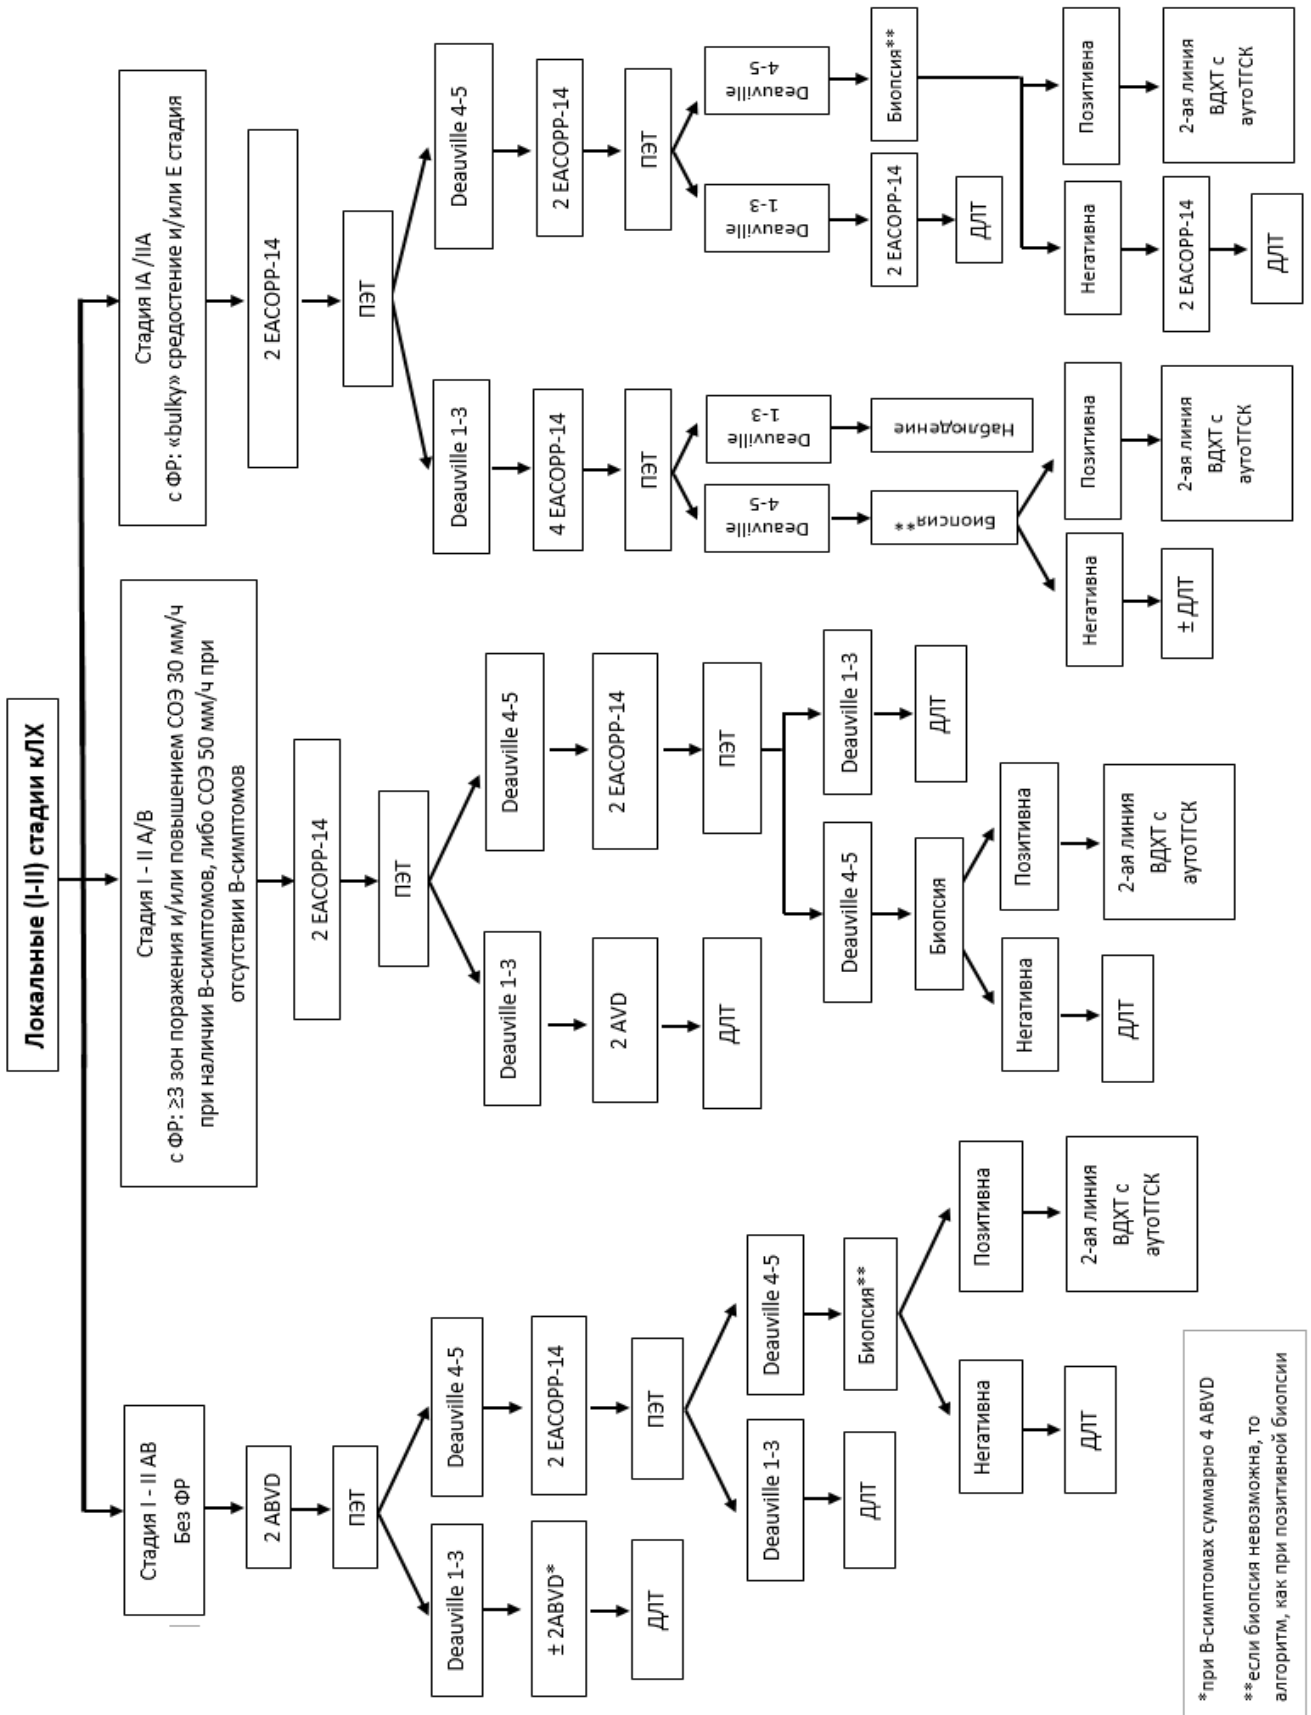 Локальные (I-II) стадии кЛХ
Стадия I - II АВ
Без ФР
2 ABVD
ПЭТ
Deauville 1-3
± 2ABVD*
ДЛТ
Deauville 4-5
2 EACOPP-14
ПЭТ
Deauville 1-3
ДЛТ
Deauville 4-5
Биопсия**
Негативна
ДЛТ
Позитивна
2-ая линия
ВДХТ с
аутоТГСК
Стадия I - II А/В
с ФР: ≥3 зон поражения и/или повышением СОЭ 30 мм/ч
при наличии В-симптомов, либо СОЭ 50 мм/ч при
отсутствии В-симптомов
2 EACOPP-14
ПЭТ
Deauville 1-3
2 AVD
ДЛТ
Deauville 4-5
2 EACOPP-14
ПЭТ
Deauville 4-5
Биопсия
Негативна
ДЛТ
Позитивна
2-ая линия
ВДХТ с
аутоТГСК
Deauville 1-3
ДЛТ
Стадия IA /IIA
с ФР: «bulky» средостение и/или Е стадия
2 EACOPP-14
ПЭТ
Deauville 1-3
4 EACOPP-14
ПЭТ
Deauville
4-5
Биопсия**
Негативна
± ДЛТ
Позитивна
2-ая линия
ВДХТ с
аутоТГСК
Deauville
1-3
Наблюдение
Deauville 4-5
2 EACOPP-14
ПЭТ
Deauville
1-3
2 EACOPP-14
ДЛТ
Deauville
4-5
Биопсия**
Негативна
2 EACOPP-14
ДЛТ
Позитивна
2-ая линия
ВДХТ с
аутоТГСК
*при В-симптомах суммарно 4 ABVD
**если биопсия невозможна, то
алгоритм, как при позитивной биопсии